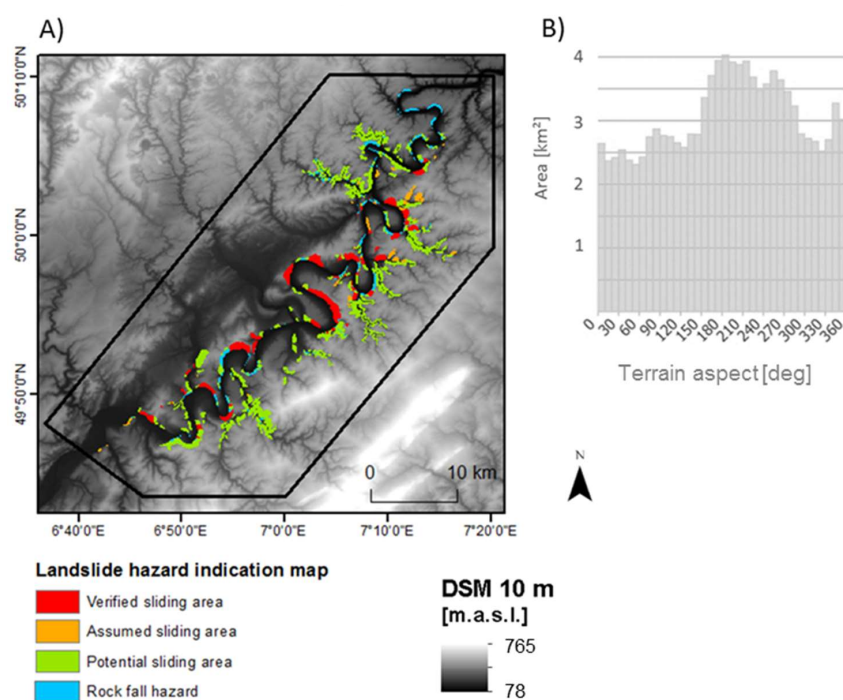 A)
50°10'0"N
50°0'0"N
49°50'0"N
0 10 km
6°40'0"E 6°50'0"E 7°0'0"E 7°10'0"E 7°20'0"E
B)
Area [km²]
4
3
2
1
0 30 60 90 120 150 180 210 240 270 300 330 360
Terrain aspect [deg]
N
Landslide hazard indication map
Verified sliding area
Assumed sliding area
Potential sliding area
Rock fall hazard
DSM 10 m
[m.a.s.l.]
765
78